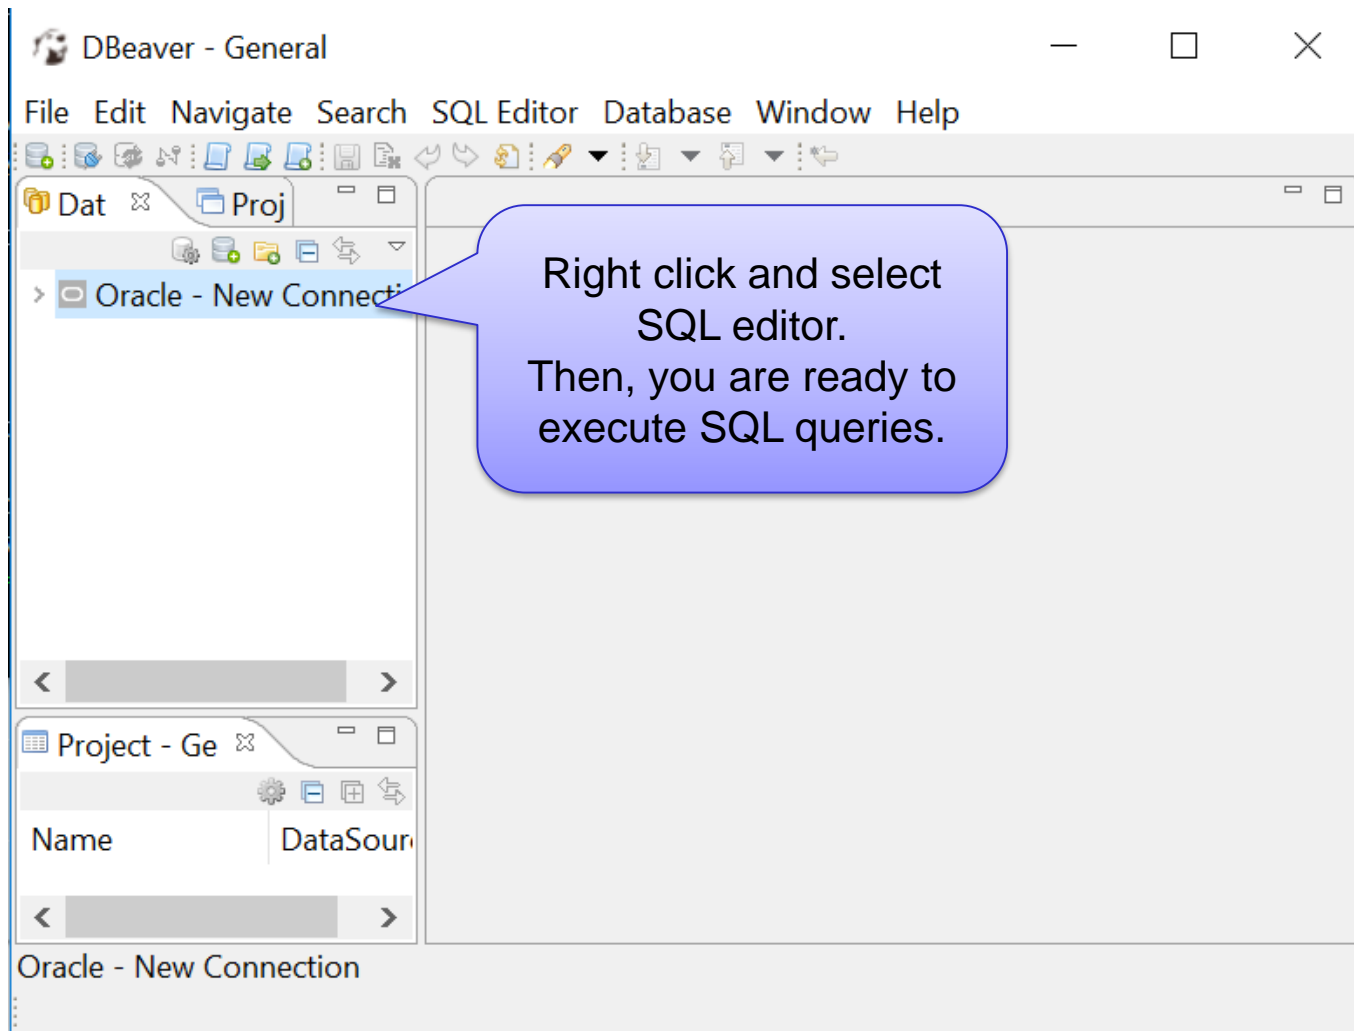 DBeaver - General
File Edit Navigate Search SQL Editor Database Window Help
Dat Proj
Oracle - New Connecti
Right click and select
SQL editor.
Then, you are ready to
execute SQL queries.
Project - Ge
Name DataSour
Oracle - New Connection